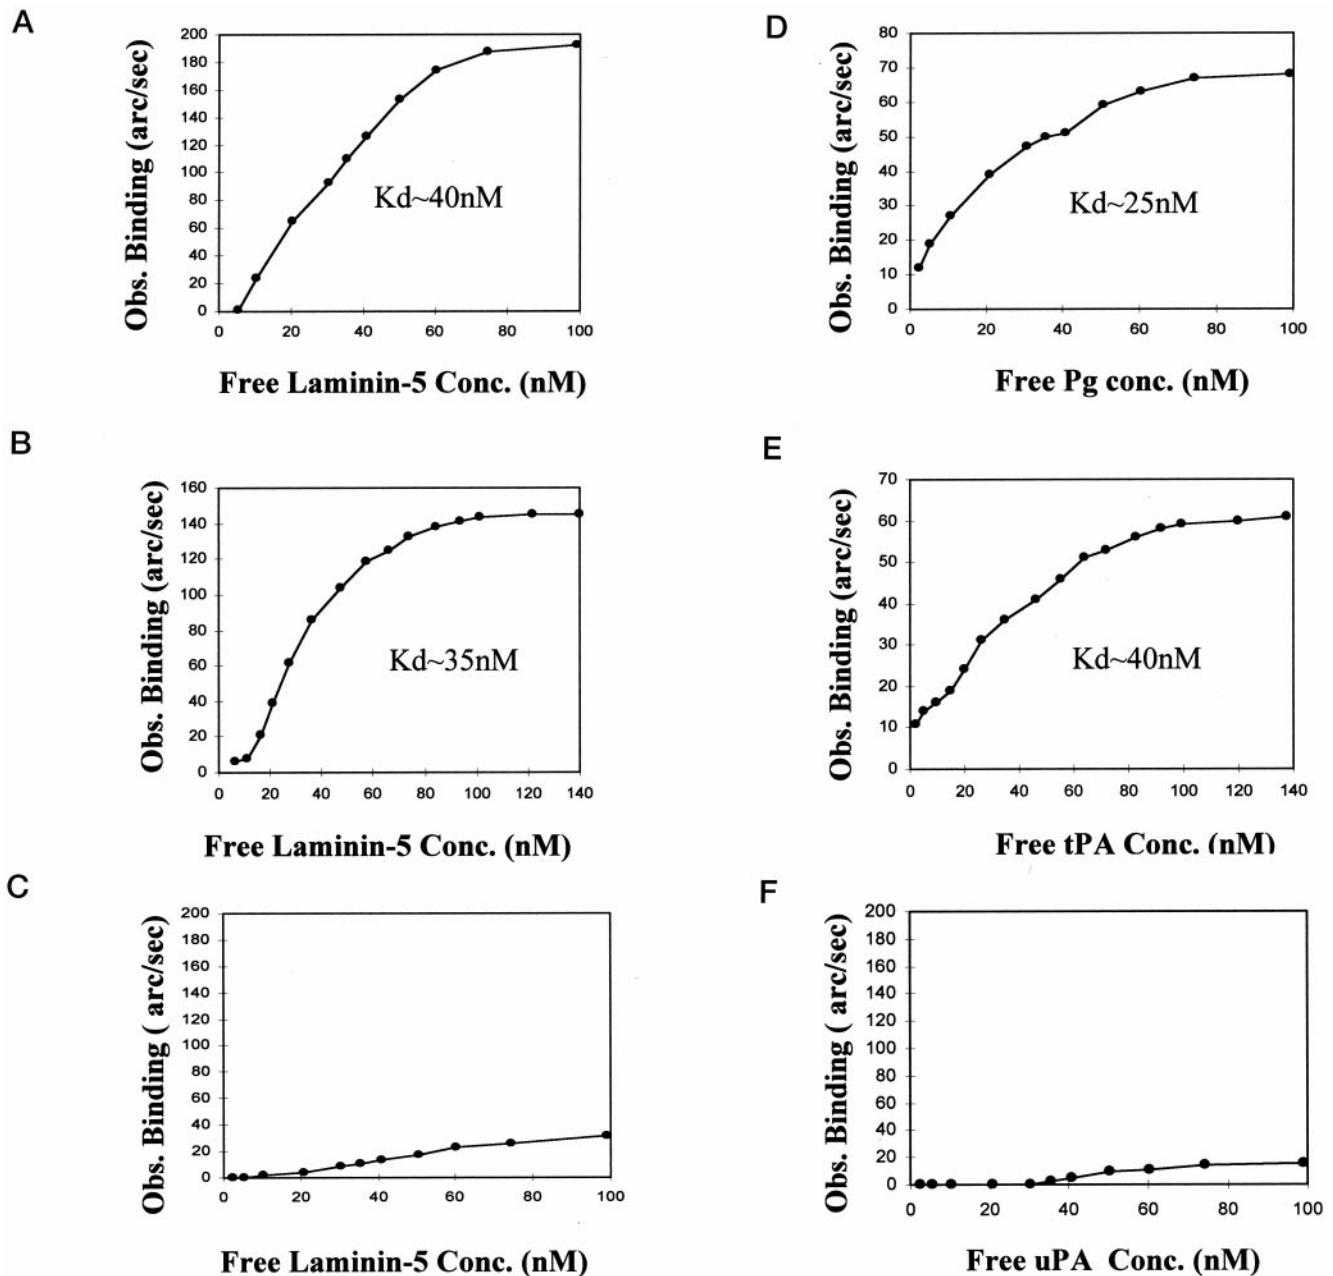 A
Obs. Binding (arc/sec)
200
180
160
140
120
100
80
60
40
20
0
Kd~40nM
0 20 40 60 80 100
Free Laminin-5 Conc. (nM)
D
Obs. Binding (arc/sec)
80
70
60
50
40
30
20
10
0
Kd~25nM
0 20 40 60 80 100
Free Pg conc. (nM)
B
Obs. Binding (arc/sec)
160
140
120
100
80
60
40
20
0
Kd~35nM
0 20 40 60 80 100 120 140
Free Laminin-5 Conc. (nM)
E
Obs. Binding (arc/sec)
70
60
50
40
30
20
10
0
Kd~40nM
0 20 40 60 80 100 120 140
Free tPA Conc. (nM)
C
Obs. Binding ( arc/sec)
200
180
160
140
120
100
80
60
40
20
0
0 20 40 60 80 100
Free Laminin-5 Conc. (nM)
F
Obs. Binding ( arc/sec)
200
180
160
140
120
100
80
60
40
20
0
0 20 40 60 80 100
Free uPA Conc. (nM)